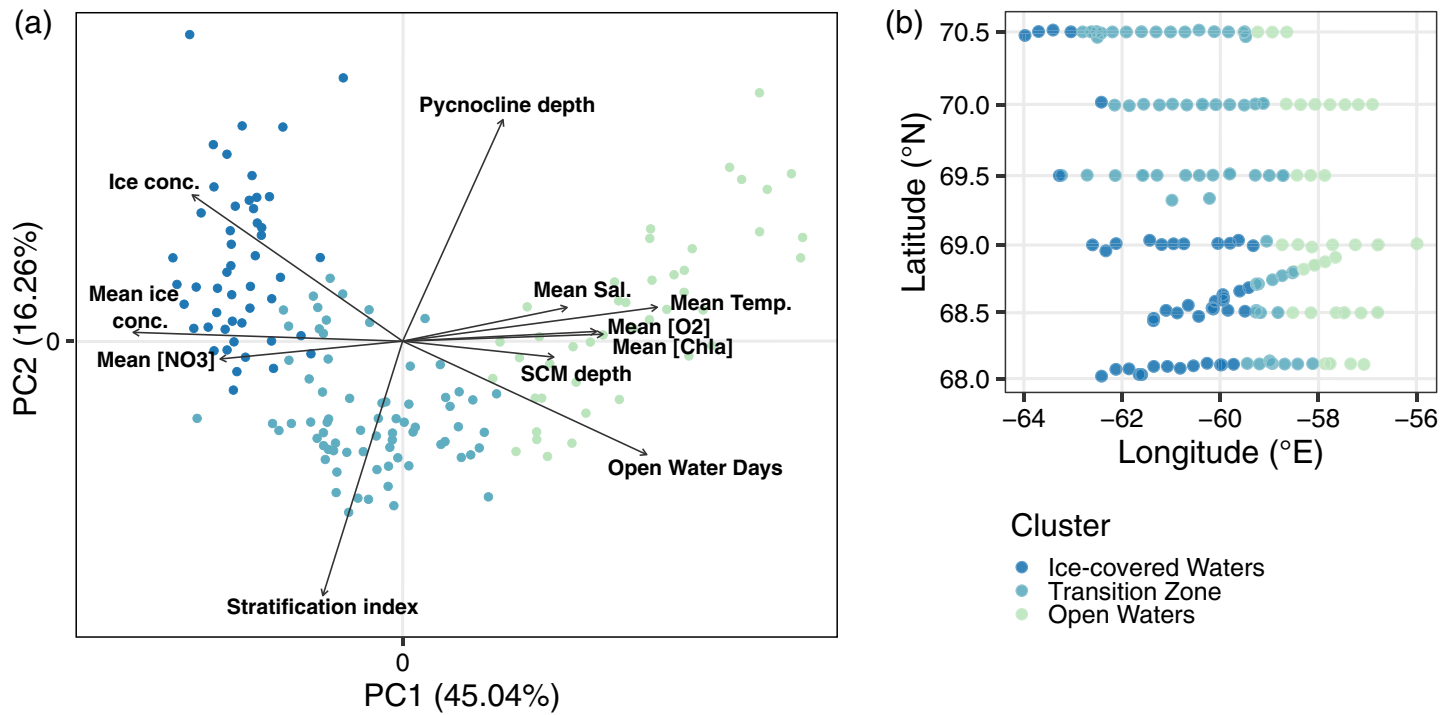 (a)
PC2 (16.26%)
0
Pycnocline depth
Ice conc.
Mean ice
conc.
Mean [NO3]
Mean Sal.
Mean Temp.
Mean [O2]
Mean [Chla]
SCM depth
Open Water Days
Stratification index
0
PC1 (45.04%)
(b)
Latitude (°N)
70.5
70.0
69.5
69.0
68.5
68.0
−64 −62 −60 −58 −56
Longitude (°E)
Cluster
Ice-covered Waters
Transition Zone
Open Waters